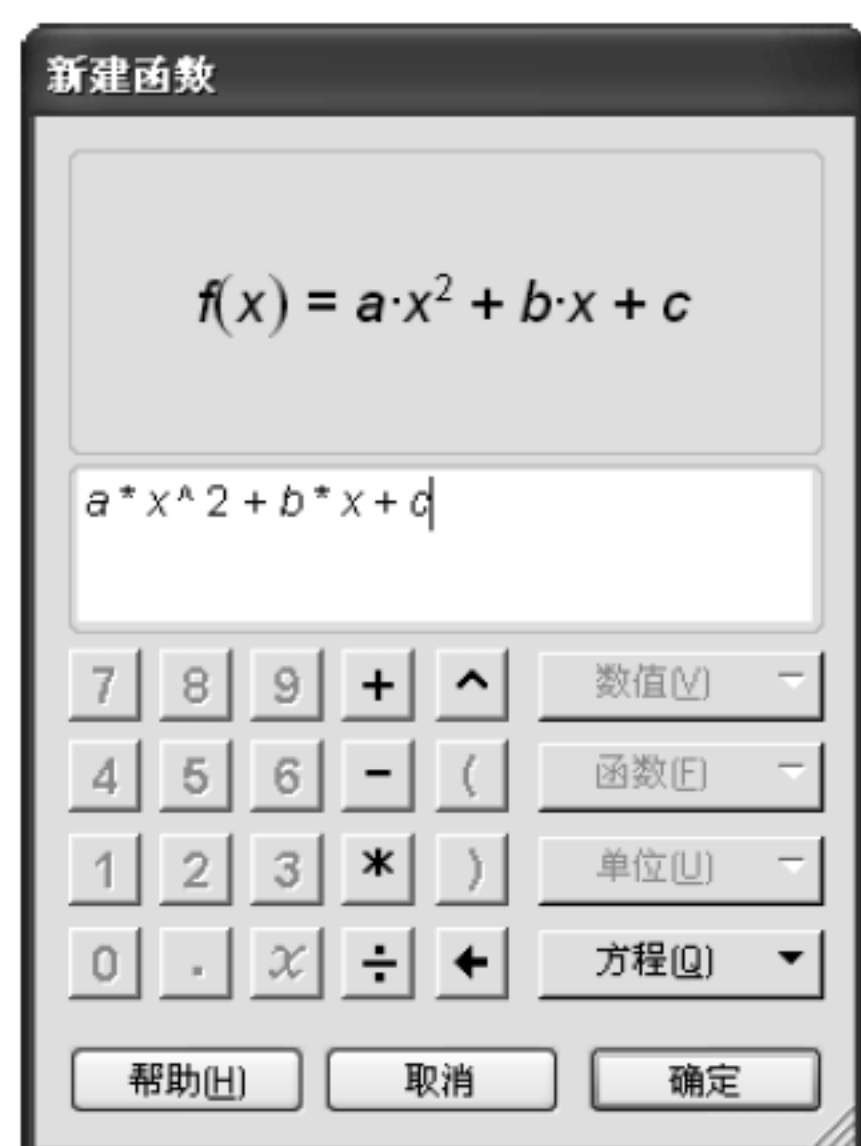 新建函数
f(x) = a·x² + b·x + c
a*x^2+b*x+c
7 8 9 + ^ 数值(V)
4 5 6 - ( 函数(F)
1 2 3 * ) 单位(U)
0 . x ÷ ← 方程(Q)
帮助(H) 取消 确定